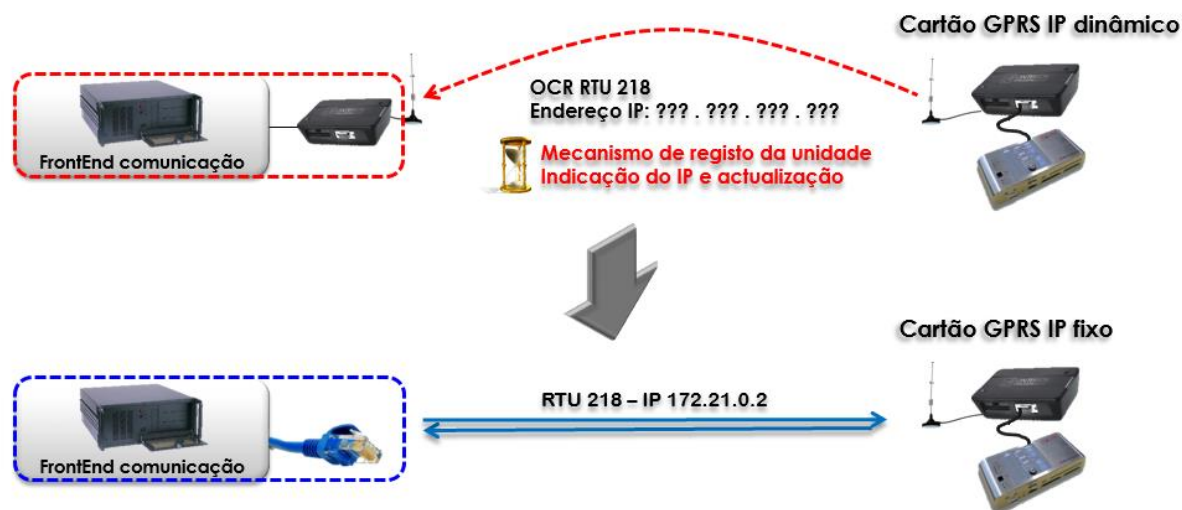 Cartão GPRS IP dinâmico
OCR RTU 218
Endereço IP: ??? . ??? . ??? . ???
FrontEnd comunicação
Mecanismo de registo da unidade
Indicação do IP e actualização
Cartão GPRS IP fixo
RTU 218 – IP 172.21.0.2
FrontEnd comunicação